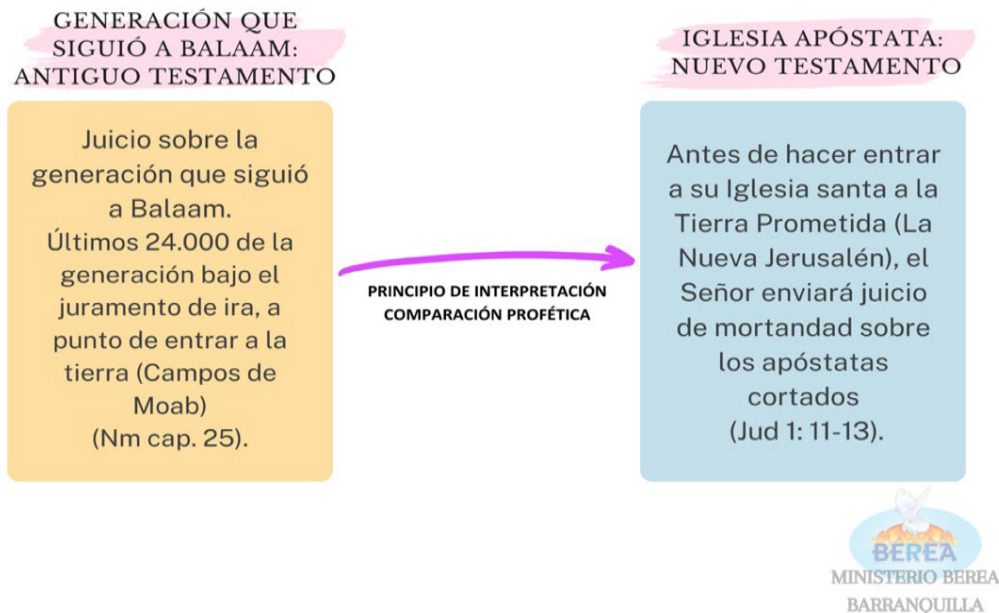 GENERACIÓN QUE
SIGUIÓ A BALAAM:
ANTIGUO TESTAMENTO
Juicio sobre la
generación que siguió
a Balaam.
Últimos 24.000 de la
generación bajo el
juramento de ira, a
punto de entrar a la
tierra (Campos de
Moab)
(Nm cap. 25).
PRINCIPIO DE INTERPRETACIÓN
COMPARACIÓN PROFÉTICA
IGLESIA APÓSTATA:
NUEVO TESTAMENTO
Antes de hacer entrar
a su Iglesia santa a la
Tierra Prometida (La
Nueva Jerusalén), el
Señor enviará juicio
de mortandad sobre
los apóstatas
cortados
(Jud 1: 11-13).
BEREA
MINISTERIO BEREA
BARRANQUILLA